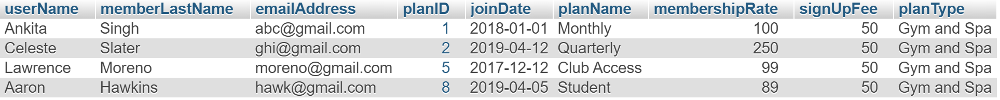 userName memberLastName emailAddress planID joinDate planName membershipRate signUpFee planType
Ankita Singh abc@gmail.com 1 2018-01-01 Monthly 100 50 Gym and Spa
Celeste Slater ghi@gmail.com 2 2019-04-12 Quarterly 250 50 Gym and Spa
Lawrence Moreno moreno@gmail.com 5 2017-12-12 Club Access 99 50 Gym and Spa
Aaron Hawkins hawk@gmail.com 8 2019-04-05 Student 89 50 Gym and Spa